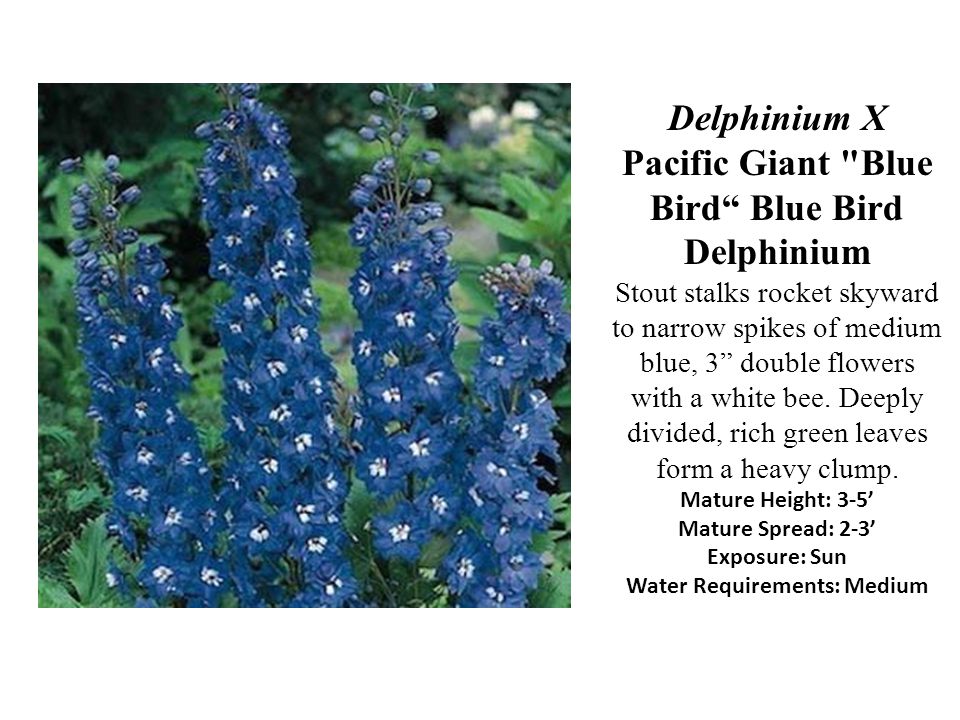 Delphinium X
Pacific Giant "Blue
Bird“ Blue Bird
Delphinium
Stout stalks rocket skyward
to narrow spikes of medium
blue, 3” double flowers
with a white bee. Deeply
divided, rich green leaves
form a heavy clump.
Mature Height: 3-5’
Mature Spread: 2-3’
Exposure: Sun
Water Requirements: Medium